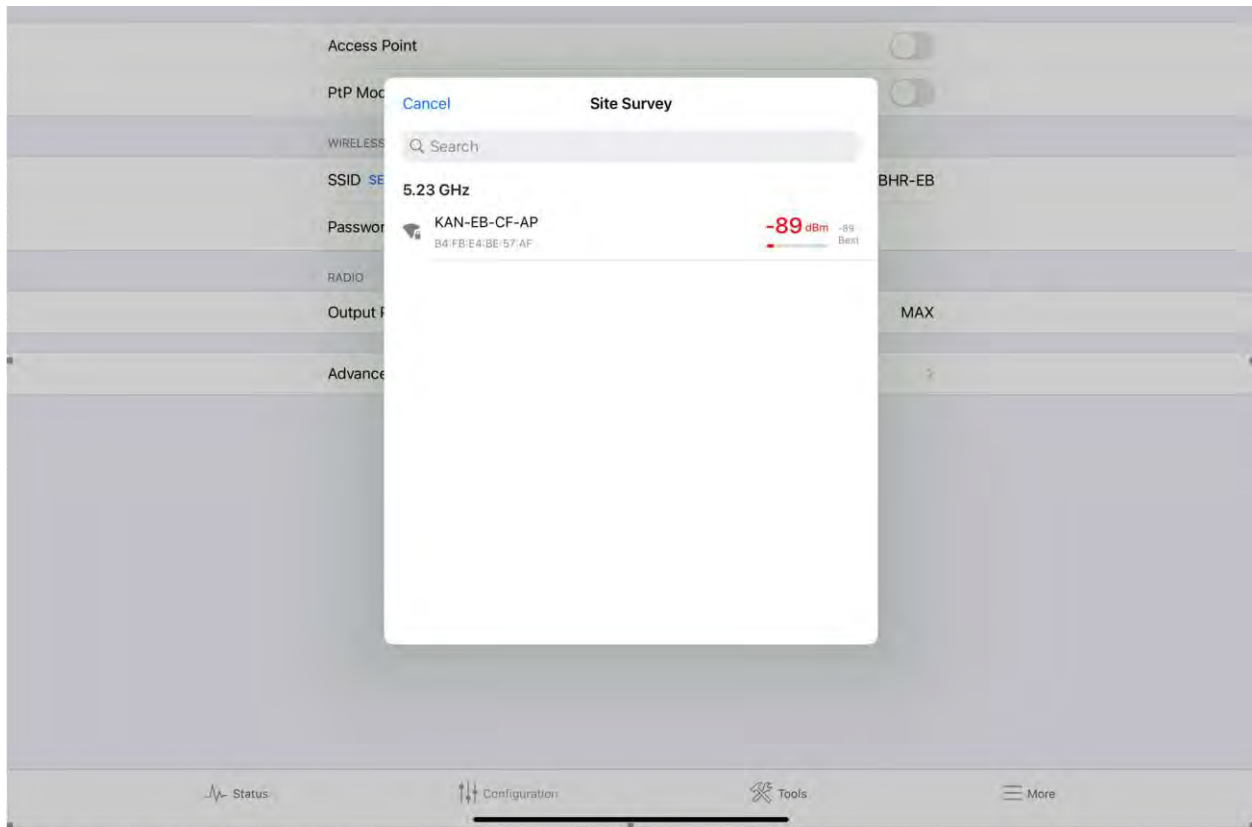 Access Point
PtP Mod
Cancel Site Survey
WIRELESS
Search
SSID SE BHR-EB
5.23 GHz
KAN-EB-CF-AP -89 dBm -89
Passwor
B4:FB:E4:BE:57:AF Best
RADIO
Output P MAX
Advance
Status Configuration Tools More